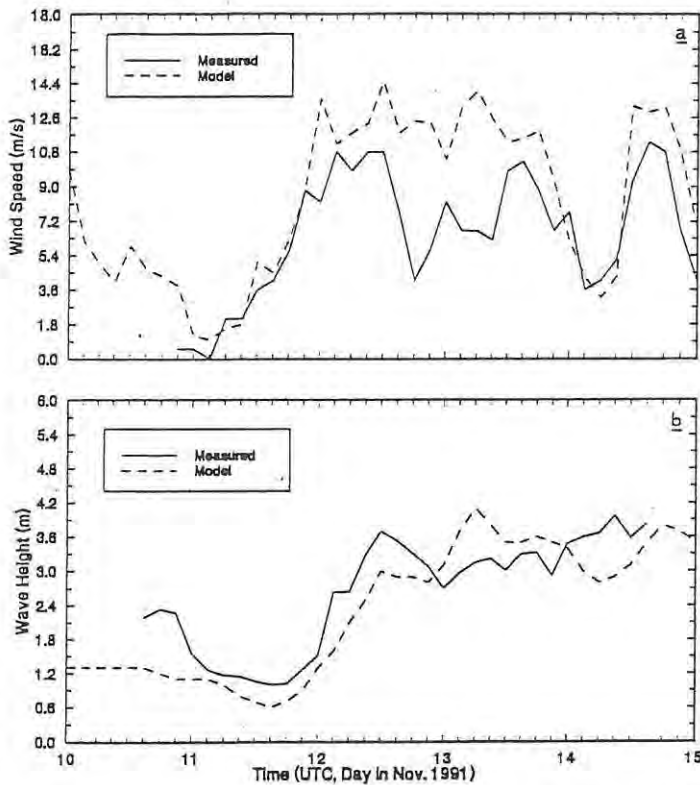 18.0
16.2
14.4
12.6
10.8
9.0
7.2
5.4
3.6
1.8
0.0
Wind Speed (m/s)
Measured
Model
a
6.0
5.4
4.8
4.2
3.6
3.0
2.4
1.8
1.2
0.6
0.0
Wave Height (m)
Measured
Model
b
10 11 12 13 14 15
Time (UTC, Day in Nov. 1991)